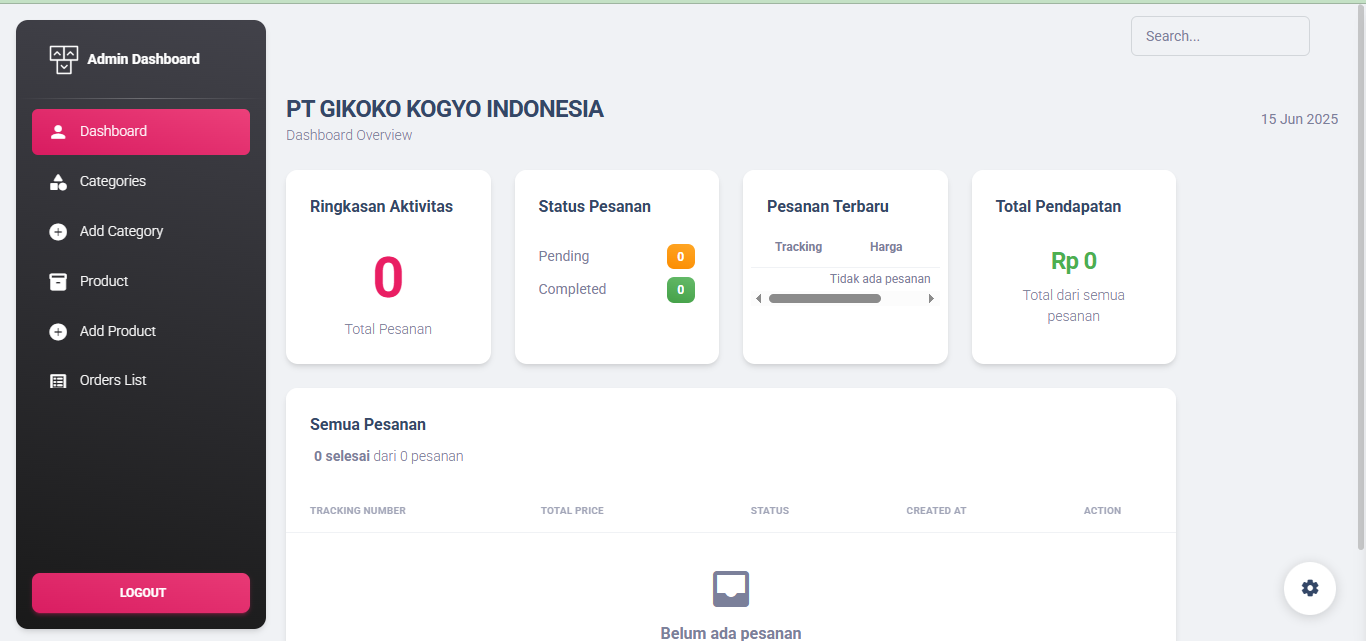 Admin Dashboard
Dashboard
Categories
Add Category
Product
Add Product
Orders List
LOGOUT
Search...
PT GIKOKO KOGYO INDONESIA
Dashboard Overview
15 Jun 2025
Ringkasan Aktivitas
0
Total Pesanan
Status Pesanan
Pending 0
Completed 0
Pesanan Terbaru
Tracking Harga
Tidak ada pesanan
Total Pendapatan
Rp 0
Total dari semua
pesanan
Semua Pesanan
0 selesai dari 0 pesanan
TRACKING NUMBER TOTAL PRICE STATUS CREATED AT ACTION
Belum ada pesanan